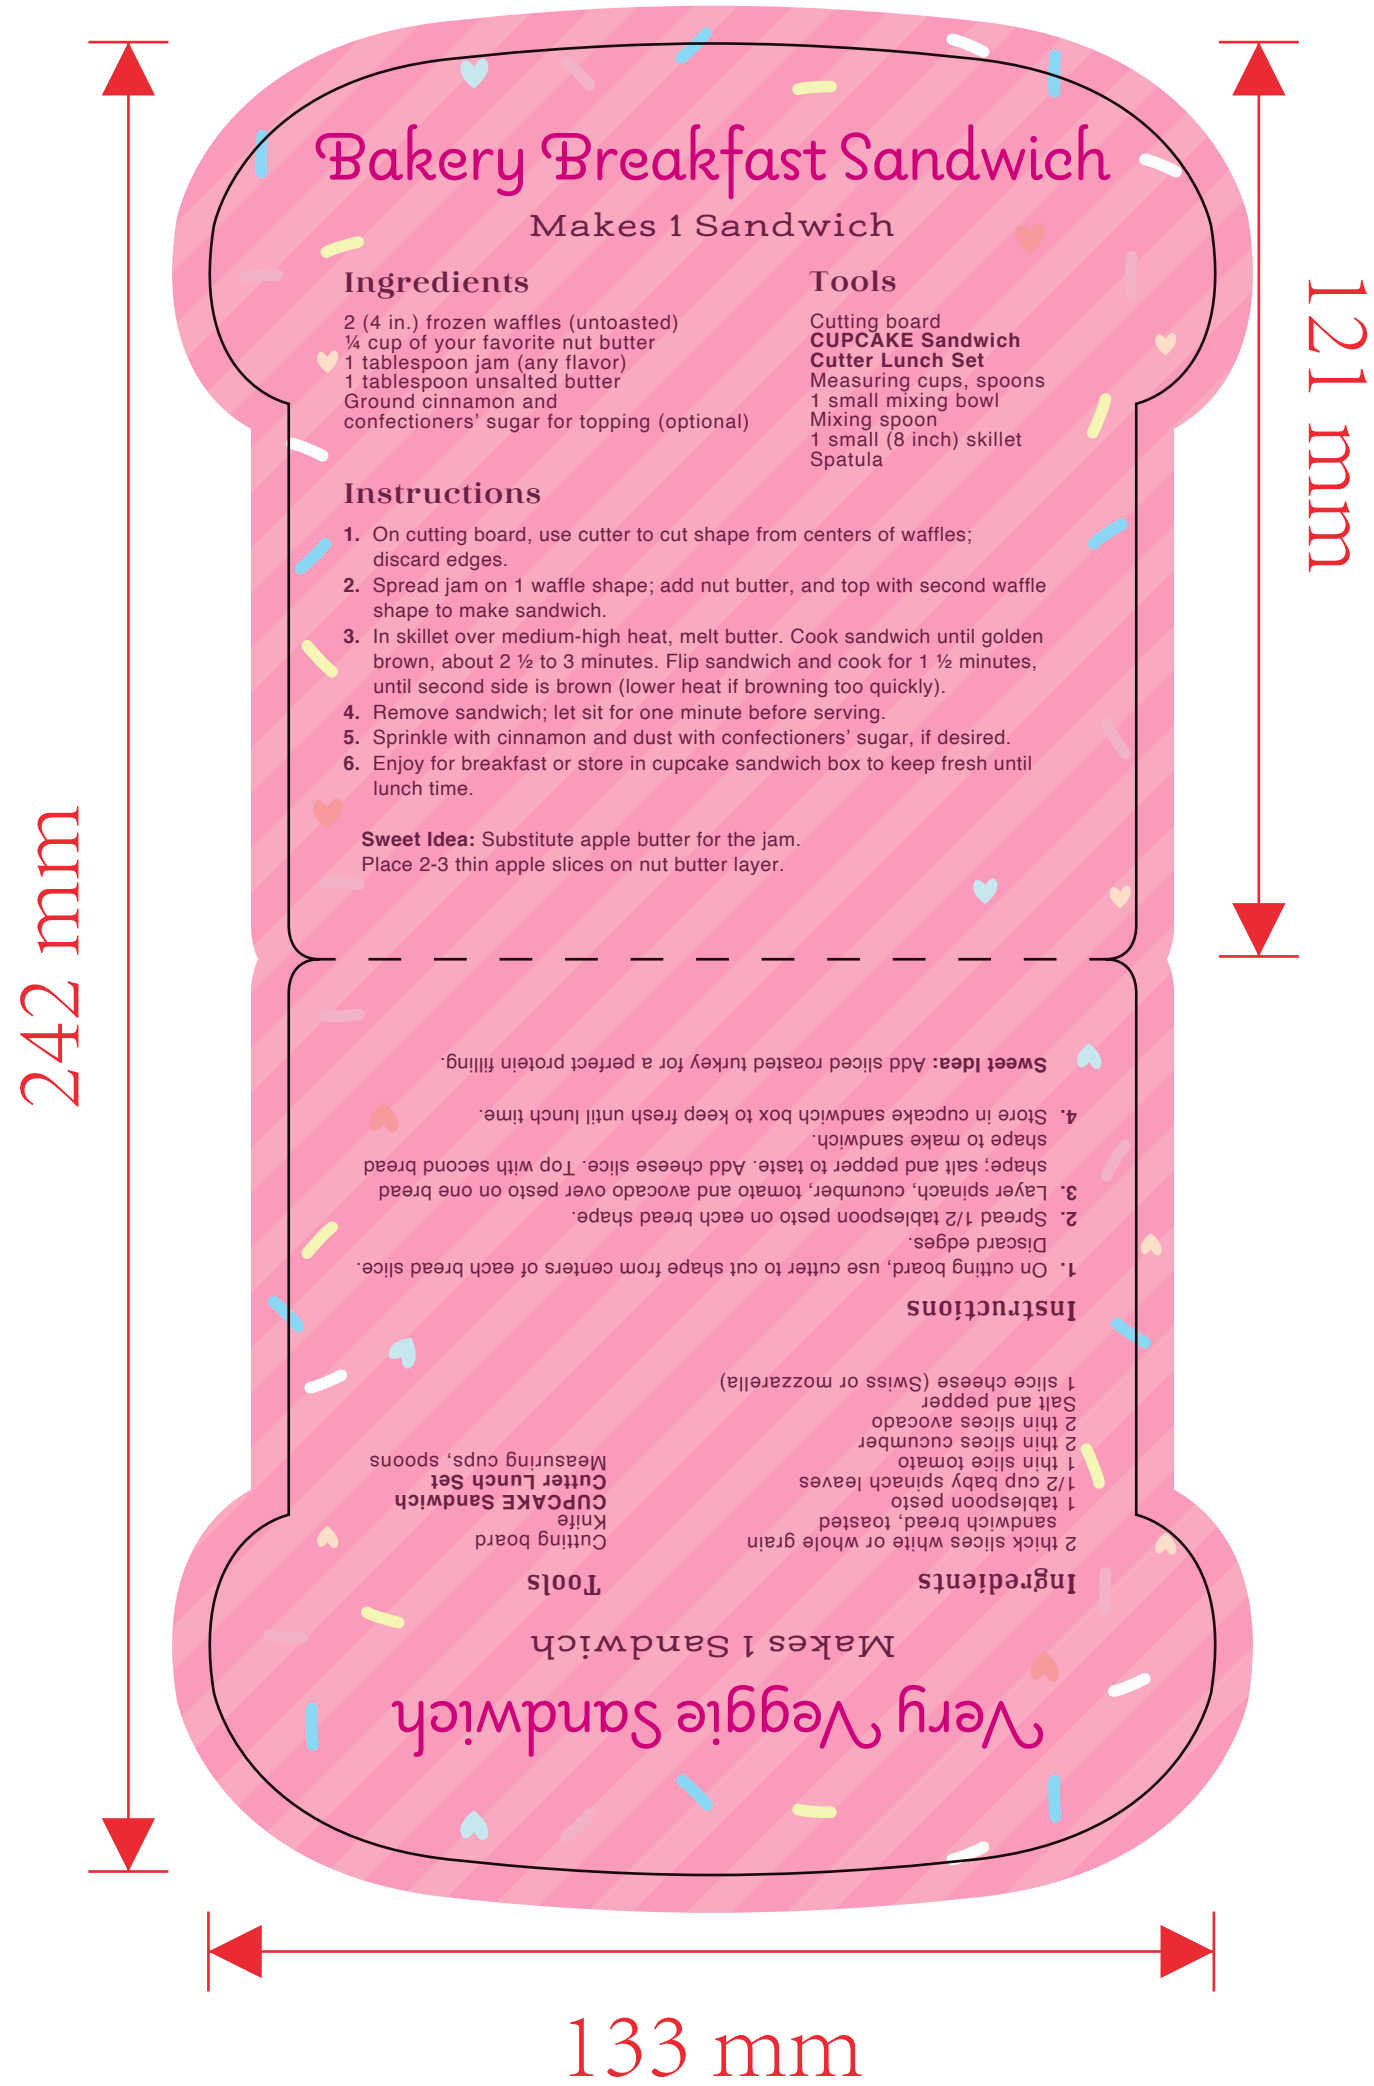 Bakery Breakfast Sandwich
Makes 1 Sandwich
Ingredients
2 (4 in.) frozen waffles (untoasted)
¼ cup of your favorite nut butter
1 tablespoon jam (any flavor)
1 tablespoon unsalted butter
Ground cinnamon and
confectioners’ sugar for topping (optional)
Tools
Cutting board
CUPCAKE Sandwich
Cutter Lunch Set
Measuring cups, spoons
1 small mixing bowl
Mixing spoon
1 small (8 inch) skillet
Spatula
Instructions
1. On cutting board, use cutter to cut shape from centers of waffles;
discard edges.
2. Spread jam on 1 waffle shape; add nut butter, and top with second waffle
shape to make sandwich.
3. In skillet over medium-high heat, melt butter. Cook sandwich until golden
brown, about 2 ½ to 3 minutes. Flip sandwich and cook for 1 ½ minutes,
until second side is brown (lower heat if browning too quickly).
4. Remove sandwich; let sit for one minute before serving.
5. Sprinkle with cinnamon and dust with confectioners’ sugar, if desired.
6. Enjoy for breakfast or store in cupcake sandwich box to keep fresh until
lunch time.
Sweet Idea: Substitute apple butter for the jam.
Place 2-3 thin apple slices on nut butter layer.
Very Veggie Sandwich
Makes 1 Sandwich
Ingredients
2 thick slices white or whole grain
sandwich bread, toasted
1 tablespoon pesto
1/2 cup baby spinach leaves
1 thin slice tomato
2 thin slices cucumber
2 thin slices avocado
Salt and pepper
1 slice cheese (Swiss or mozzarella)
Tools
Cutting board
Knife
CUPCAKE Sandwich
Cutter Lunch Set
Measuring cups, spoons
Instructions
1. On cutting board, use cutter to cut shape from centers of each bread slice.
Discard edges.
2. Spread 1/2 tablespoon pesto on each bread shape.
3. Layer spinach, cucumber, tomato and avocado over pesto on one bread
shape; salt and pepper to taste. Add cheese slice. Top with second bread
shape to make sandwich.
4. Store in cupcake sandwich box to keep fresh until lunch time.
Sweet Idea: Add sliced roasted turkey for a perfect protein filling.
242 mm
121 mm
133 mm